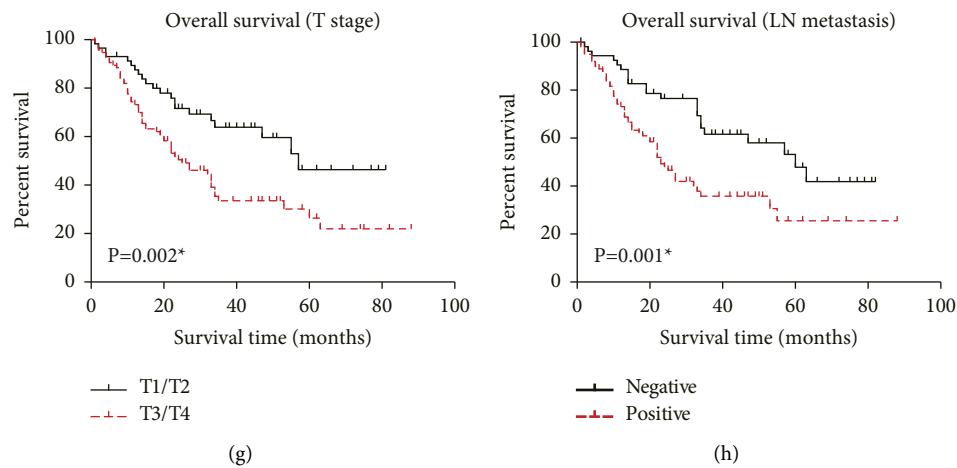 Overall survival (T stage)
Percent survival
100
80
60
40
20
0
P=0.002*
0 20 40 60 80 100
Survival time (months)
T1/T2
T3/T4
(g)
Overall survival (LN metastasis)
Percent survival
100
80
60
40
20
0
P=0.001*
0 20 40 60 80 100
Survival time (months)
Negative
Positive
(h)